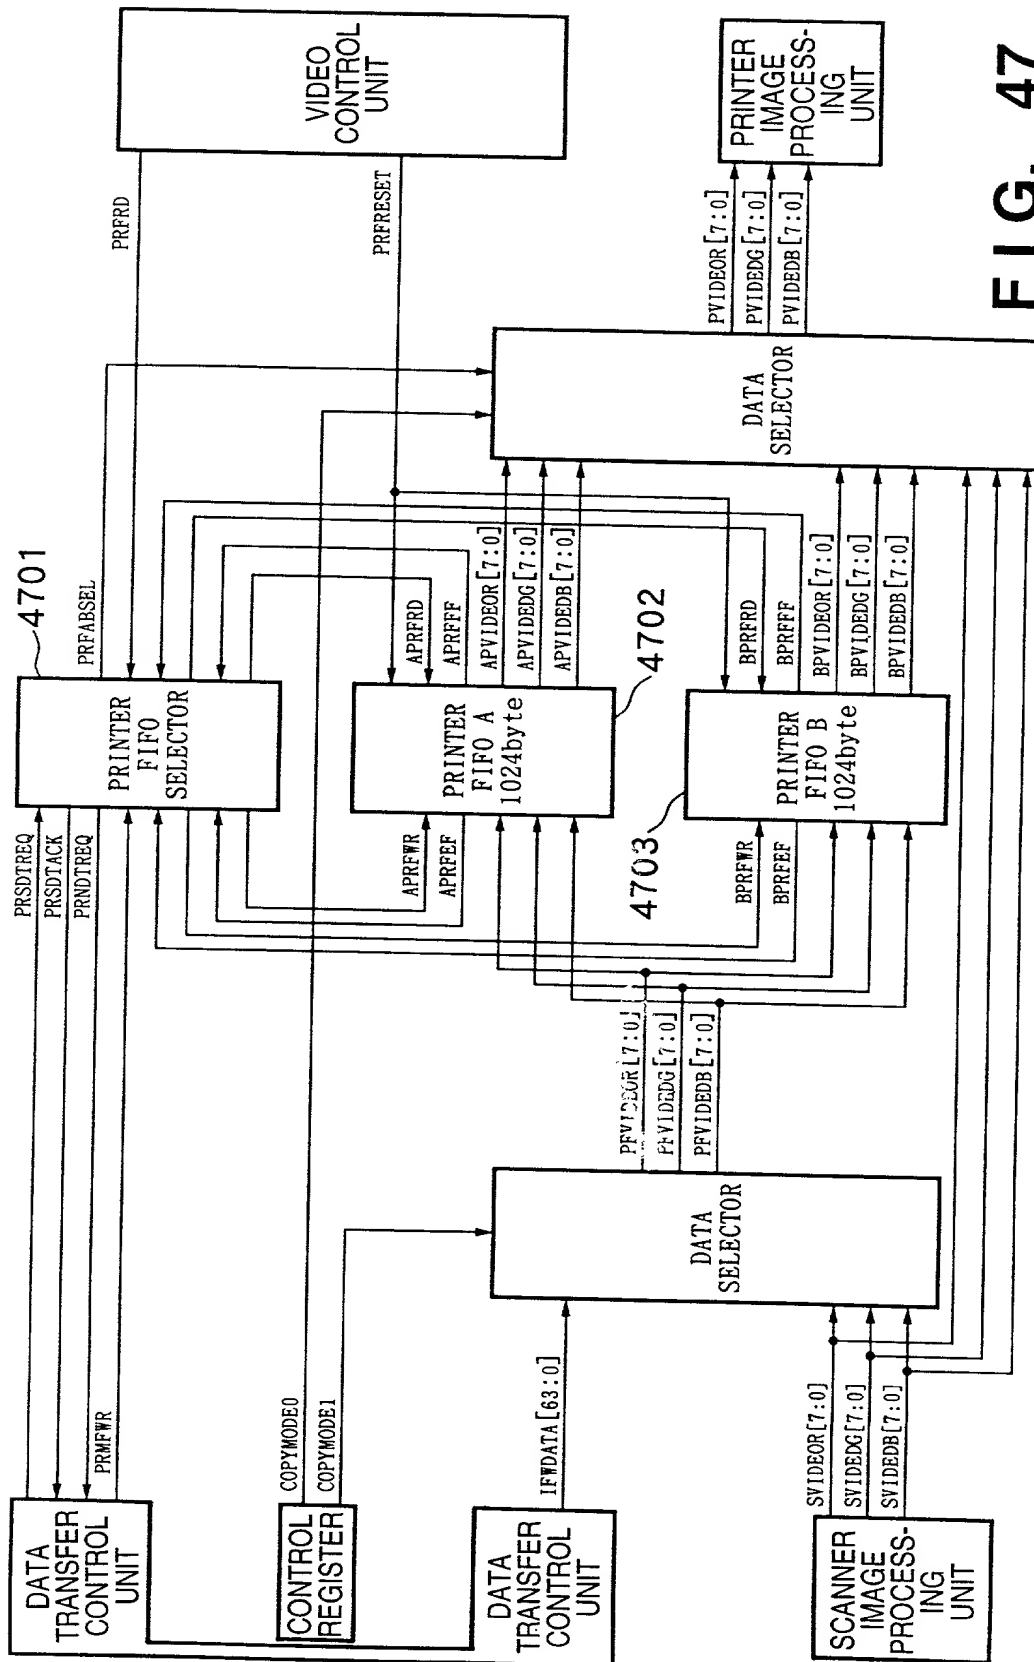 DATA
TRANSFER
CONTROL
UNIT
PRSDTREQ
PRSDTACK
PRNDTREQ
PRMFWR
4701
PRINTER
FIFO
SELECTOR
PRFABSEL
PRFRD
PRFRESET
VIDEO
CONTROL
UNIT
CONTROL
REGISTER
COPYMODE0
COPYMODE1
APRFWR
APRFEF
PRINTER
FIFO A
1024byte
4702
APRFRD
APRFFF
APVIDEOR[7:0]
APVIDEDG[7:0]
APVIDEDB[7:0]
4703
BPRFWR
BPRFEF
PRINTER
FIFO B
1024byte
BPRFRD
BPRFFF
BPVIDEOR[7:0]
BPVIDEDG[7:0]
BPVIDEDB[7:0]
DATA
TRANSFER
CONTROL
UNIT
IFWDATA[63:0]
DATA
SELECTOR
PFVIDEOR[7:0]
PFVIDEDG[7:0]
PFVIDEDB[7:0]
DATA
SELECTOR
PVIDEOR[7:0]
PVIDEDG[7:0]
PVIDEDB[7:0]
PRINTER
IMAGE
PROCESS-
ING
UNIT
SCANNER
IMAGE
PROCESS-
ING
UNIT
SVIDEOR[7:0]
SVIDEDG[7:0]
SVIDEDB[7:0]
FIG. 47